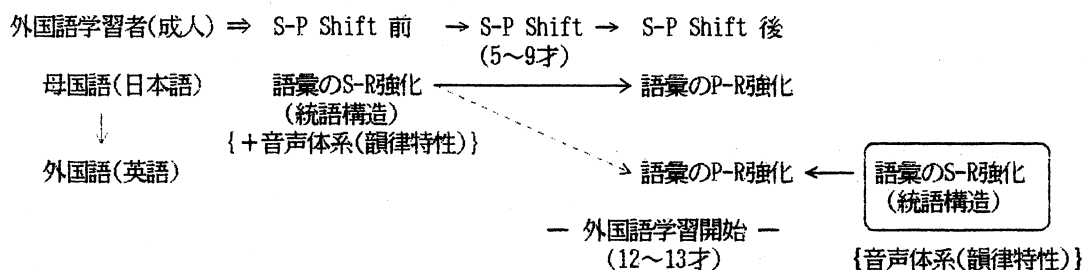 外国語学習者(成人) ⇒ S-P Shift 前 → S-P Shift → S-P Shift 後
(5～9才)
母国語(日本語) 語彙のS-R強化 → 語彙のP-R強化
(統語構造)
↓ {＋音声体系(韻律特性)}
外国語(英語) 語彙のP-R強化 ← 語彙のS-R強化
(統語構造)
－ 外国語学習開始 －
(12～13才) {音声体系(韻律特性)}